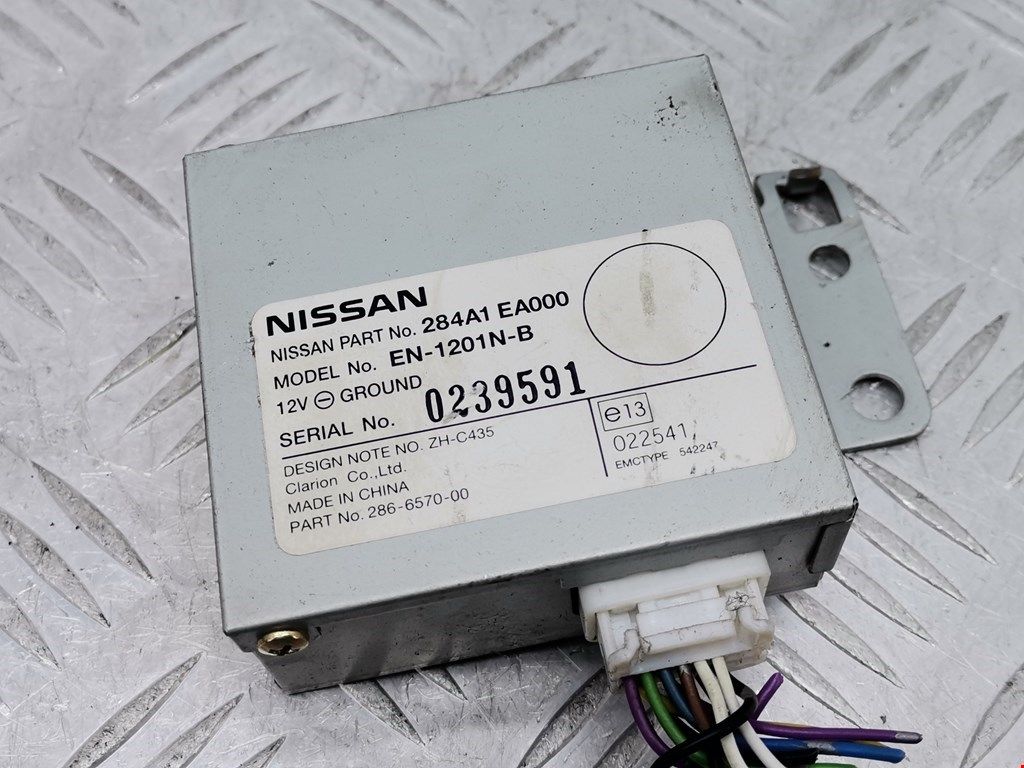 NISSAN
NISSAN PART No. 284A1 EA000
MODEL No. EN-1201N-B
12V ⊖ GROUND
SERIAL No. 0239591
DESIGN NOTE NO. ZH-C435
Clarion Co.,Ltd.
MADE IN CHINA
PART No. 286-6570-00
e13
022541
EMCTYPE 542247